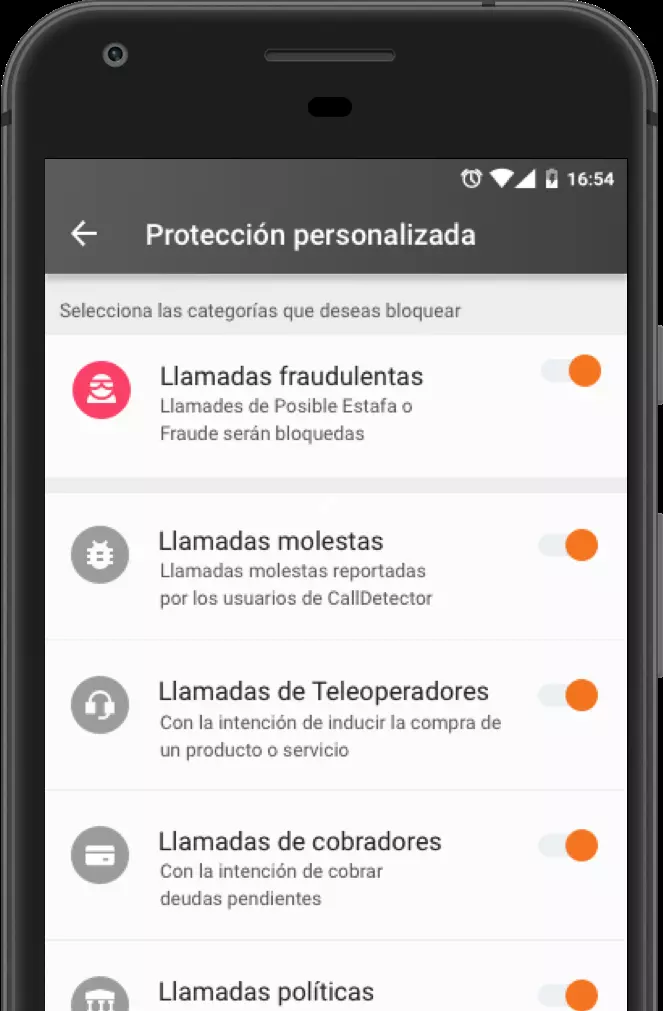 16:54
Protección personalizada
Selecciona las categorías que deseas bloquear
Llamadas fraudulentas
Llamades de Posible Estafa o
Fraude serán bloquedas
Llamadas molestas
Llamadas molestas reportadas
por los usuarios de CallDetector
Llamadas de Teleoperadores
Con la intención de inducir la compra de
un producto o servicio
Llamadas de cobradores
Con la intención de cobrar
deudas pendientes
Llamadas políticas